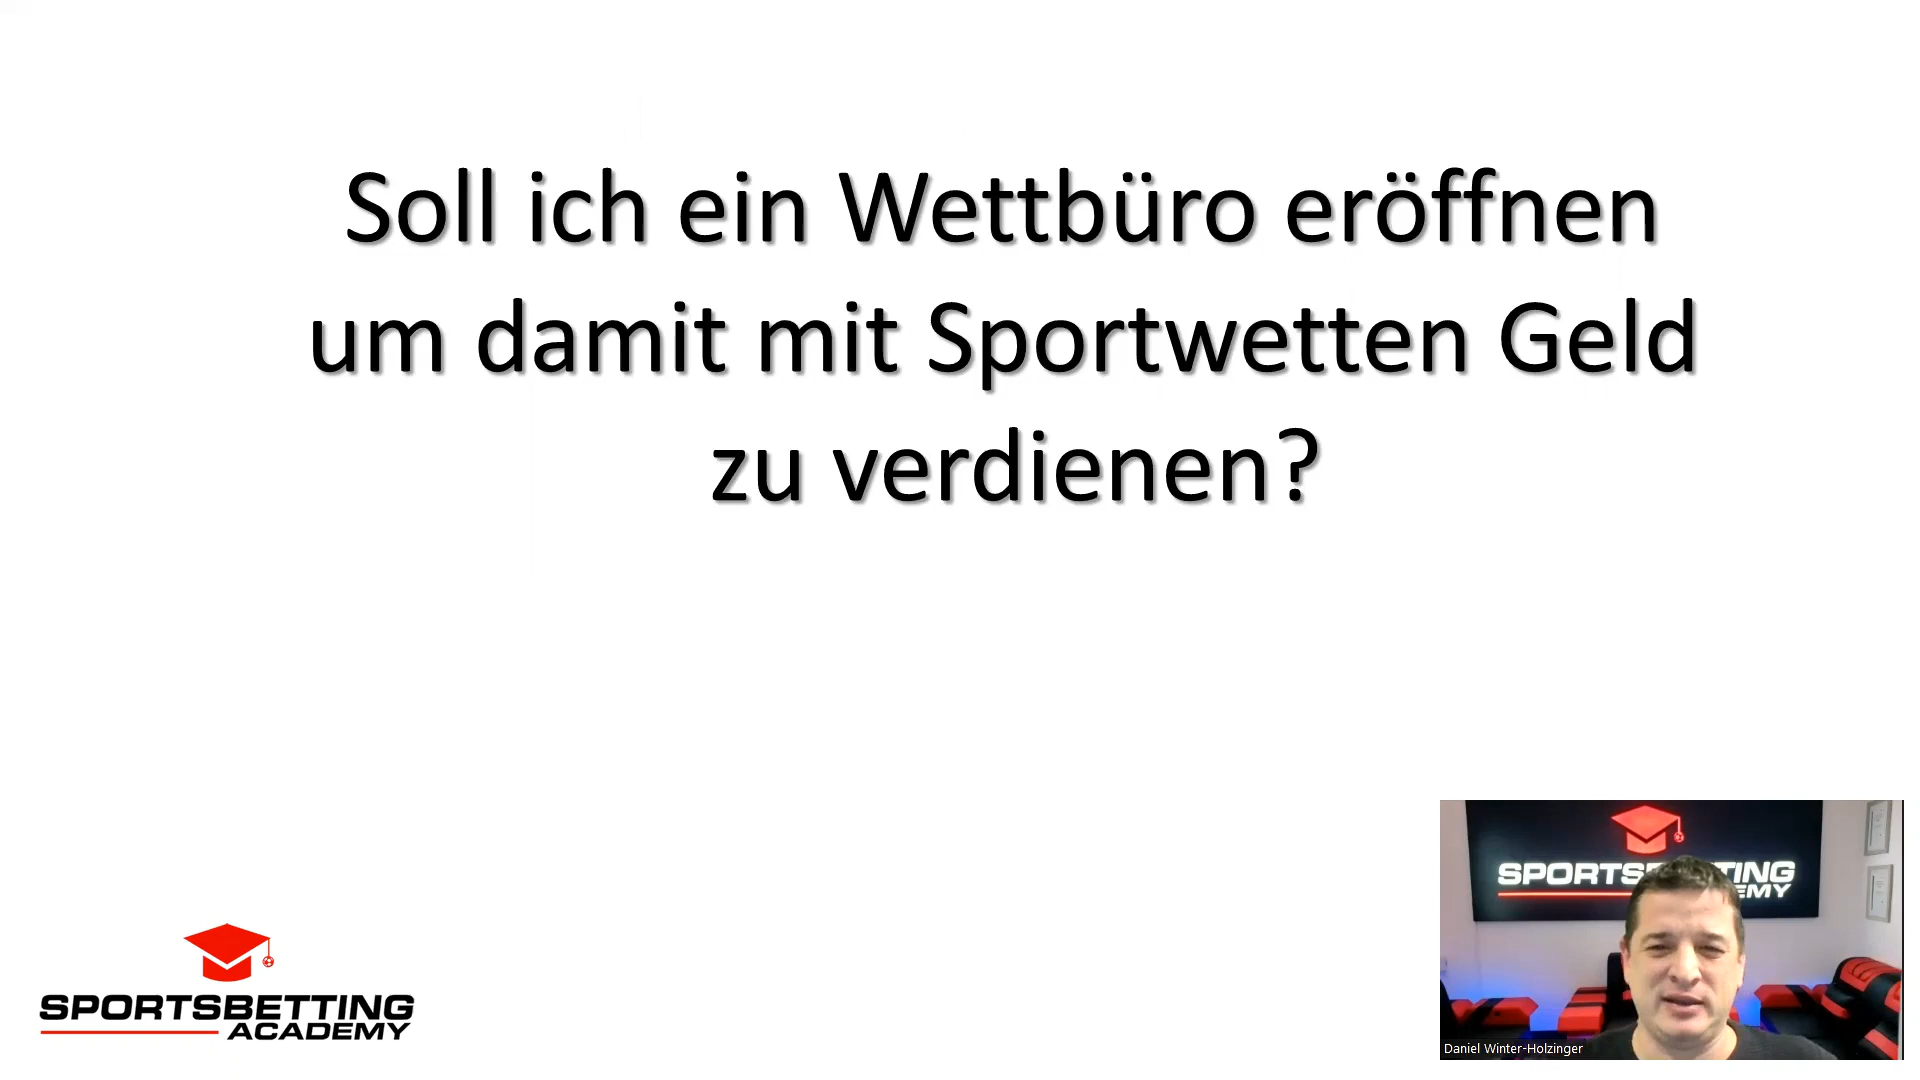 Soll ich ein Wettbüro eröffnen
um damit mit Sportwetten Geld
zu verdienen?
SPORTSBETTING
ACADEMY
Daniel Winter-Holzinger